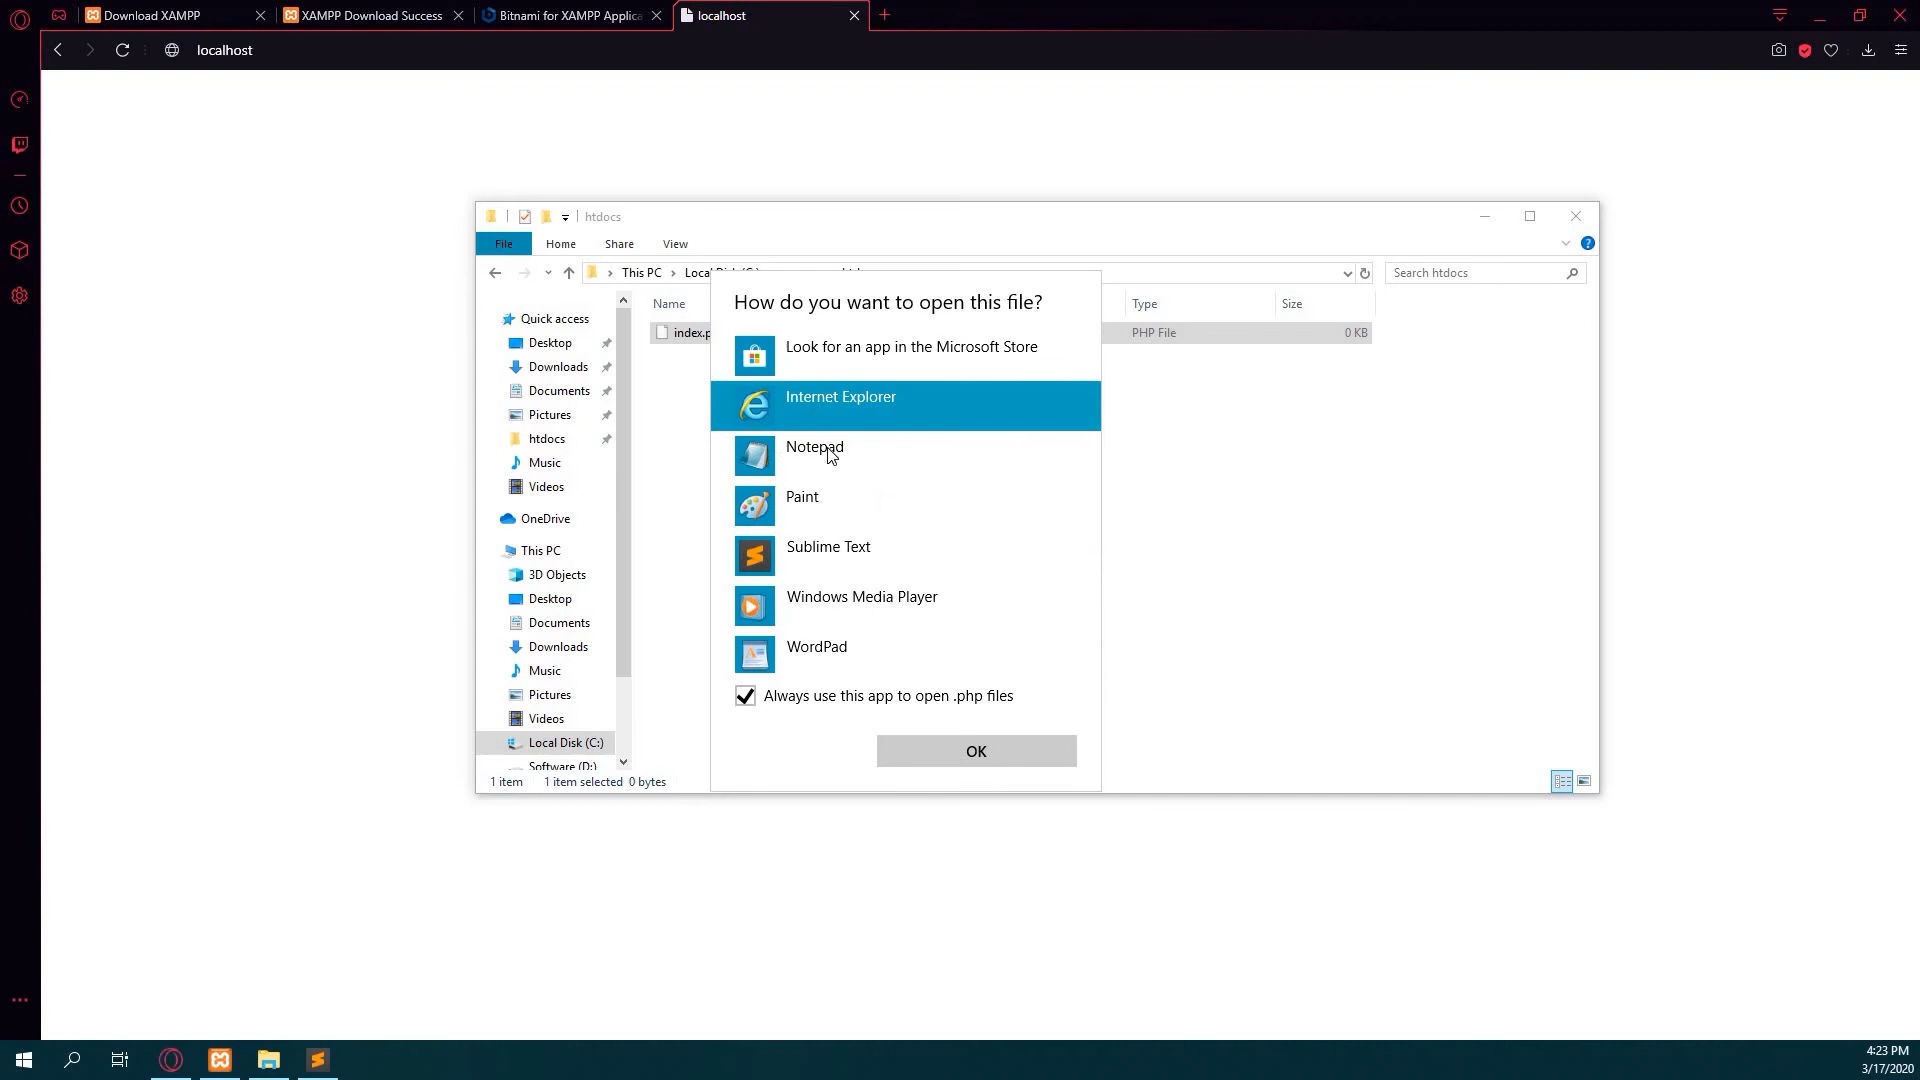 Download XAMPP
XAMPP Download Success
Bitnami for XAMPP Applica
localhost
localhost
htdocs
File
Home
Share
View
This PC
Search htdocs
Name
Type
Size
PHP File
0 KB
Quick access
Desktop
Downloads
Documents
Pictures
htdocs
Music
Videos
OneDrive
This PC
3D Objects
Desktop
Documents
Downloads
Music
Pictures
Videos
Local Disk (C:)
Software (D:)
How do you want to open this file?
Look for an app in the Microsoft Store
Internet Explorer
Notepad
Paint
Sublime Text
Windows Media Player
WordPad
Always use this app to open .php files
OK
1 item
1 item selected 0 bytes
4:23 PM
3/17/2020